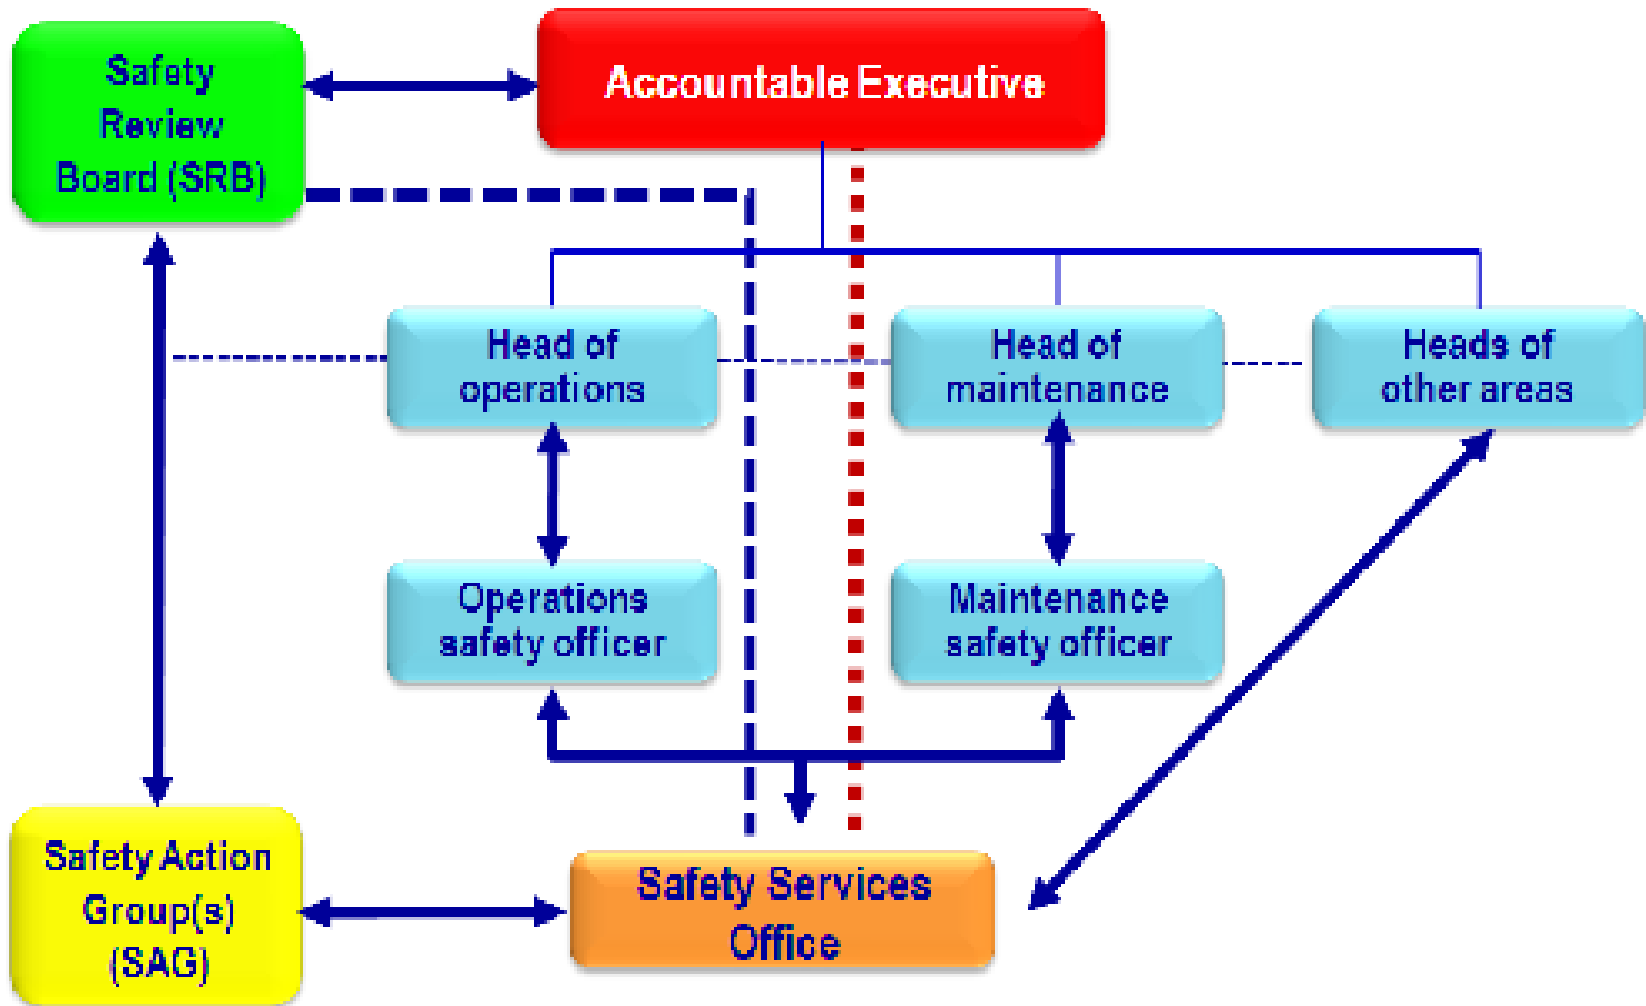 Safety
Review
Board (SRB)
Accountable Executive
Head of
operations
Head of
maintenance
Heads of
other areas
Operations
safety officer
Maintenance
safety officer
Safety Action
Group(s)
(SAG)
Safety Services
Office